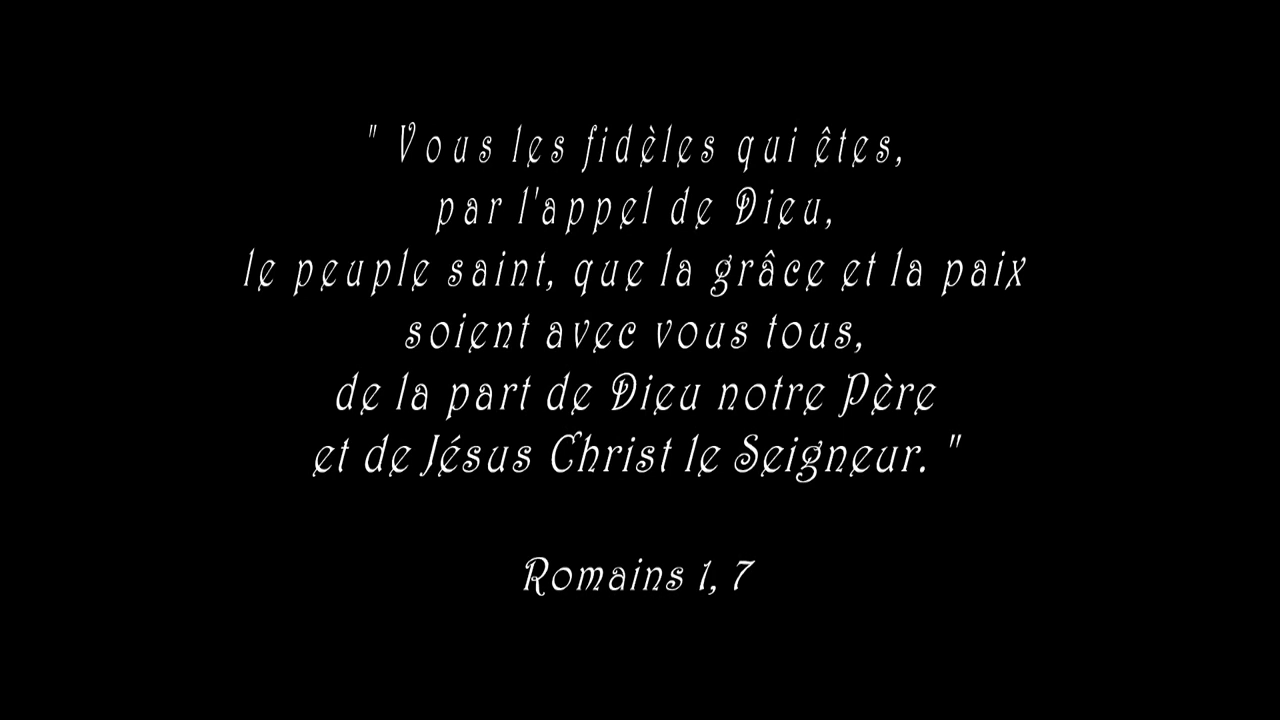 " Vous les fidèles qui êtes,
par l'appel de Dieu,
le peuple saint, que la grâce et la paix
soient avec vous tous,
de la part de Dieu notre Père
et de Jésus Christ le Seigneur. "
Romains 1, 7